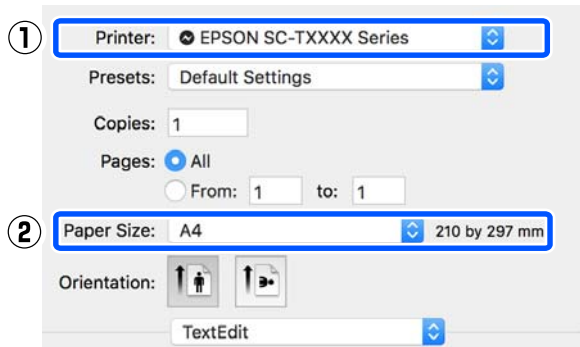 ① Printer: EPSON SC-TXXXX Series
Presets: Default Settings
Copies: 1
Pages: All
From: 1 to: 1
② Paper Size: A4 210 by 297 mm
Orientation:
TextEdit